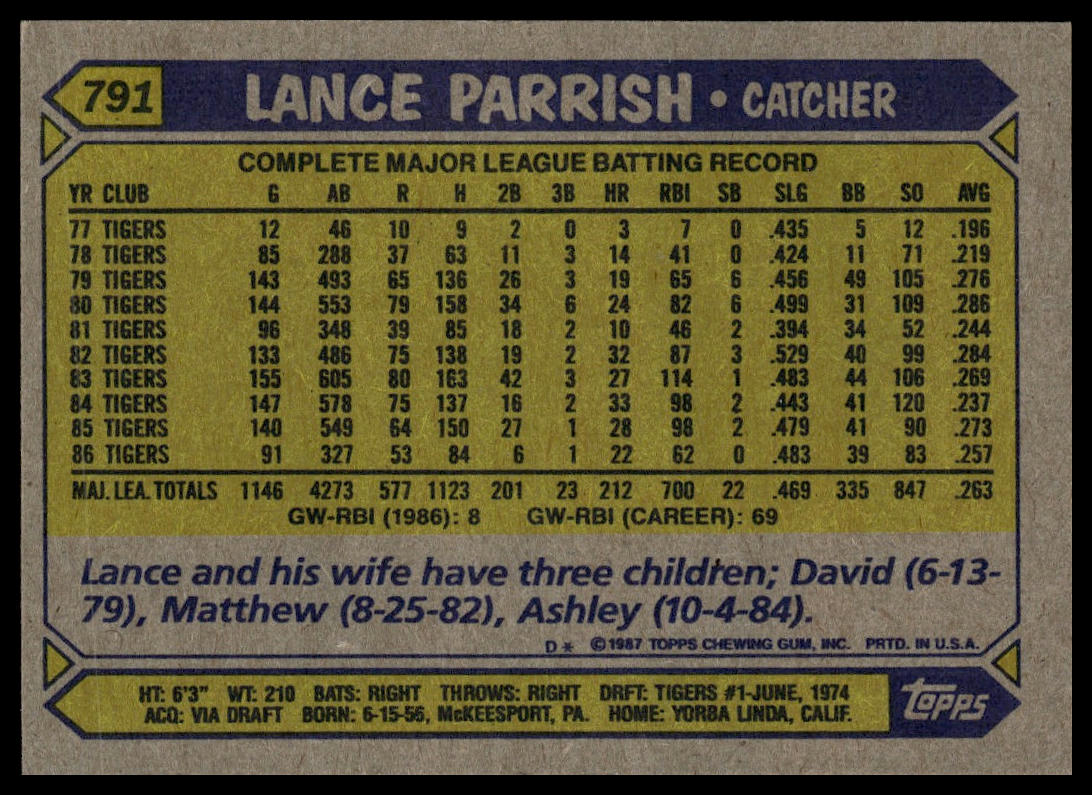 791 LANCE PARRISH • CATCHER
COMPLETE MAJOR LEAGUE BATTING RECORD
YR CLUB G AB R H 2B 3B HR RBI SB SLG BB SO AVG
77 TIGERS 12 46 10 9 2 0 3 7 0 .435 5 12 .196
78 TIGERS 85 288 37 63 11 3 14 41 0 .424 11 71 .219
79 TIGERS 143 493 65 136 26 3 19 65 6 .456 49 105 .276
80 TIGERS 144 553 79 158 34 6 24 82 6 .499 31 109 .286
81 TIGERS 96 348 39 85 18 2 10 46 2 .394 34 52 .244
82 TIGERS 133 486 75 138 19 2 32 87 3 .529 40 99 .284
83 TIGERS 155 605 80 163 42 3 27 114 1 .483 44 106 .269
84 TIGERS 147 578 75 137 16 2 33 98 2 .443 41 120 .237
85 TIGERS 140 549 64 150 27 1 28 98 2 .479 41 90 .273
86 TIGERS 91 327 53 84 6 1 22 62 0 .483 39 83 .257
MAJ. LEA. TOTALS 1146 4273 577 1123 201 23 212 700 22 .469 335 847 .263
GW-RBI (1986): 8 GW-RBI (CAREER): 69
Lance and his wife have three children; David (6-13-
79), Matthew (8-25-82), Ashley (10-4-84).
D* ©1987 TOPPS CHEWING GUM, INC. PRTD. IN U.S.A.
HT: 6'3" WT: 210 BATS: RIGHT THROWS: RIGHT DRFT: TIGERS #1-JUNE, 1974
ACQ: VIA DRAFT BORN: 6-15-56, McKEESPORT, PA. HOME: YORBA LINDA, CALIF.
Topps